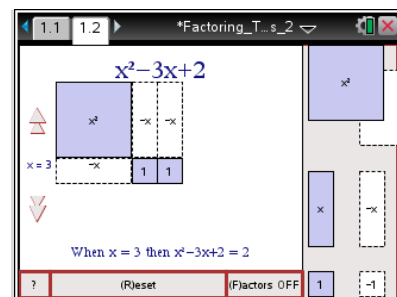 1.1 1.2 *Factoring_T…s_2
x²−3x+2
x² -x -x
x²
x = 3
-x 1 1
x -x
When x = 3 then x²−3x+2 = 2
? (R)eset (F)actors OFF
1 -1